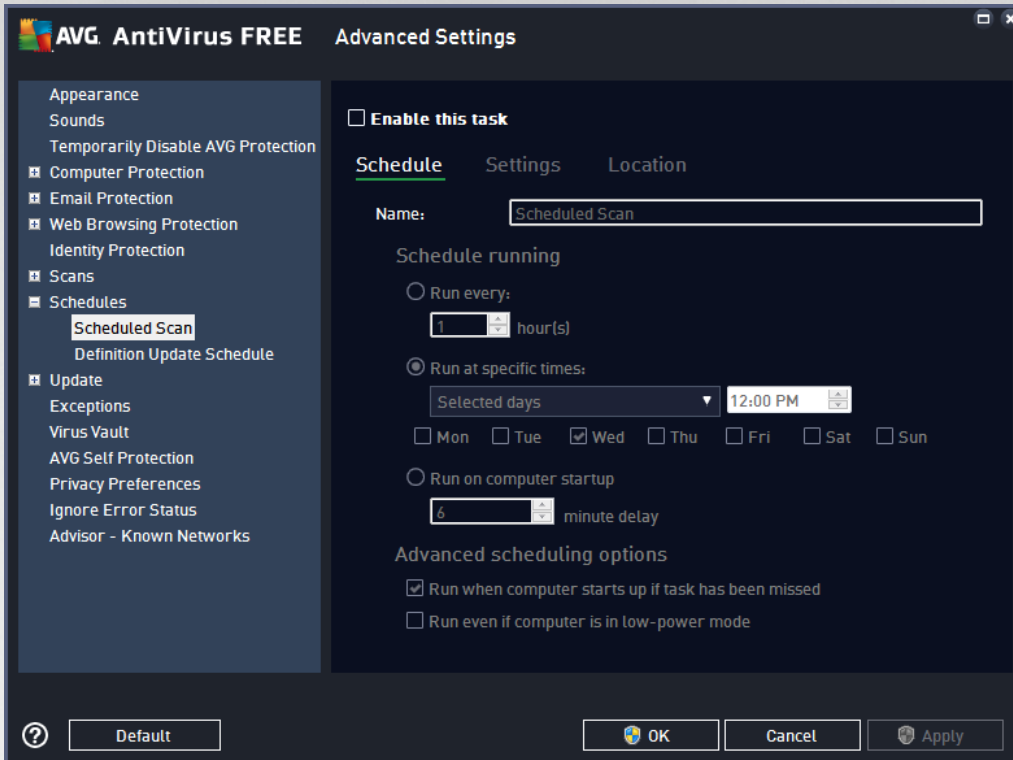 AVG AntiVirus FREE Advanced Settings
Appearance
Sounds
Temporarily Disable AVG Protection
Computer Protection
Email Protection
Web Browsing Protection
Identity Protection
Scans
Schedules
Scheduled Scan
Definition Update Schedule
Update
Exceptions
Virus Vault
AVG Self Protection
Privacy Preferences
Ignore Error Status
Advisor - Known Networks
Enable this task
Schedule Settings Location
Name: Scheduled Scan
Schedule running
Run every:
1 hour(s)
Run at specific times:
Selected days 12:00 PM
Mon Tue Wed Thu Fri Sat Sun
Run on computer startup
6 minute delay
Advanced scheduling options
Run when computer starts up if task has been missed
Run even if computer is in low-power mode
? Default OK Cancel Apply